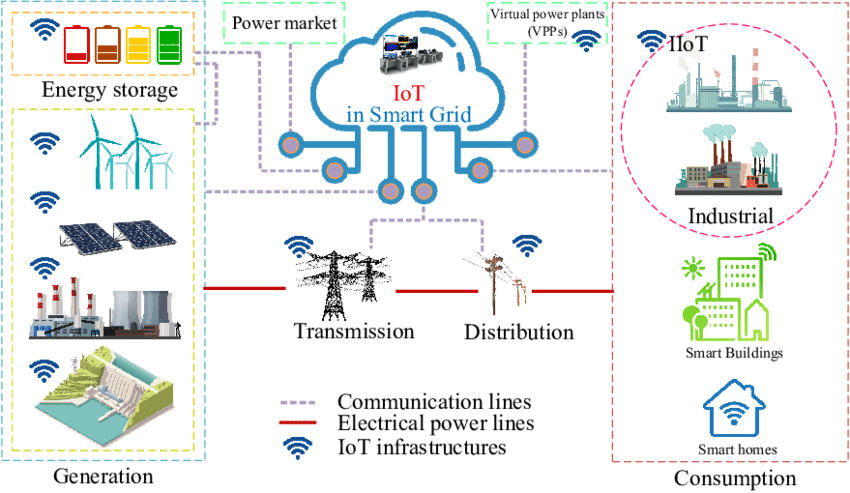 Power market
Virtual power plants
(VPPs)
IIoT
Energy storage
IoT
in Smart Grid
Industrial
Transmission
Distribution
Smart Buildings
Communication lines
Electrical power lines
IoT infrastructures
Smart homes
Generation
Consumption